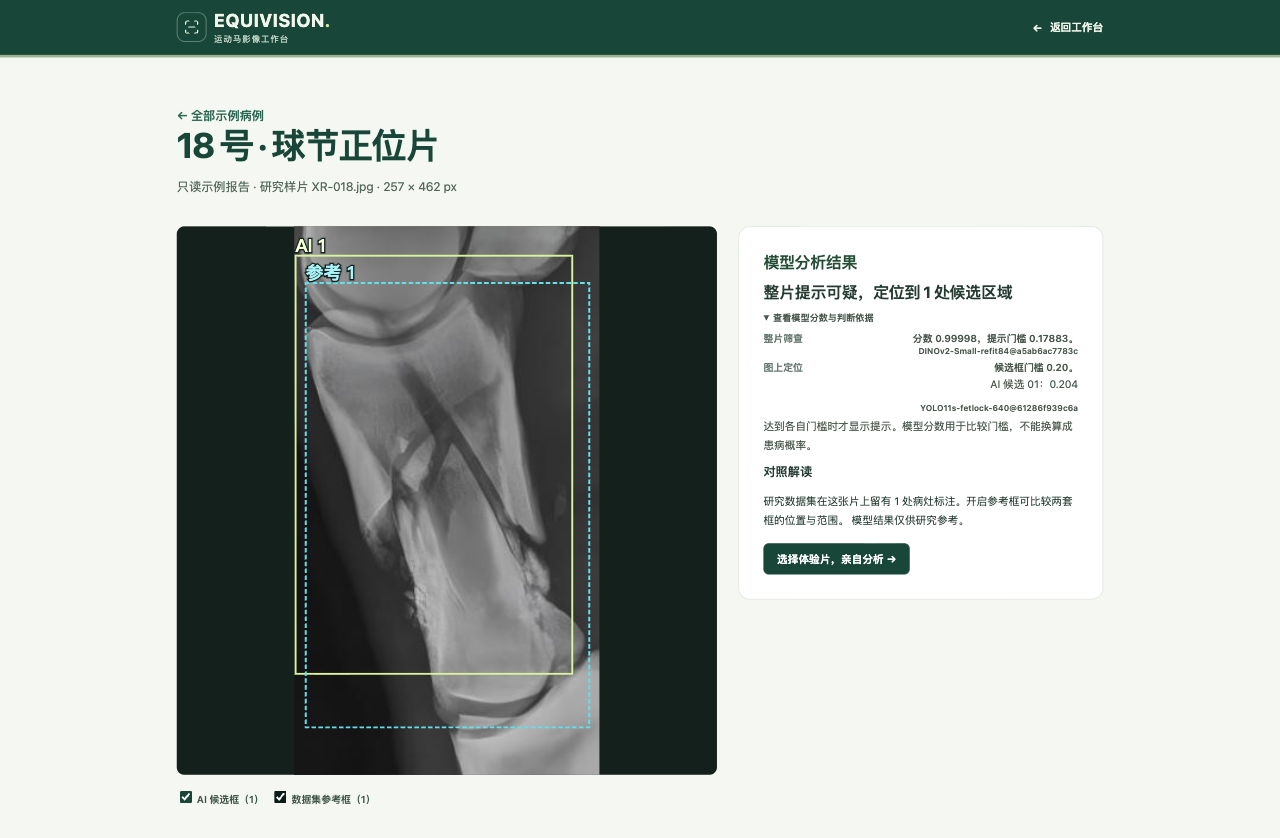 EQUIVISION.
运动马影像工作台
← 返回工作台
← 全部示例病例
18 号 · 球节正位片
只读示例报告 · 研究样片 XR-018.jpg · 257 × 462 px
AI 1
参考 1
AI 候选框（1）
数据集参考框（1）
模型分析结果
整片提示可疑，定位到 1 处候选区域
▼ 查看模型分数与判断依据
整片筛查
分数 0.99998，提示门槛 0.17883。
DINOv2-Small-refit84@a5ab6ac7783c
图上定位
候选框门槛 0.20。
AI 候选 01：0.204
YOLO11s-fetlock-640@61286f939c6a
达到各自门槛时才显示提示。模型分数用于比较门槛，不能换算成
患病概率。
对照解读
研究数据集在这张片上留有 1 处病灶标注。开启参考框可比较两套
框的位置与范围。 模型结果仅供研究参考。
选择体验片，亲自分析 →